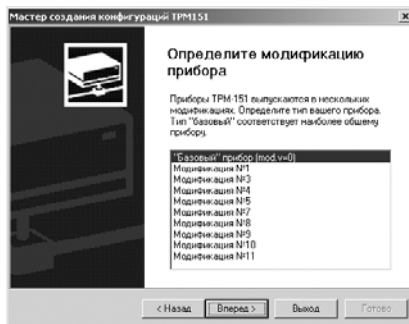 Мастер создания конфигураций ТРМ151
Определите модификацию
прибора
Приборы ТРМ-151 выпускаются в нескольких
модификациях. Определите тип вашего прибора.
Тип "базовый" соответствует наиболее общему
прибору.
"Базовый" прибор (mod.v=0)
Модификация №1
Модификация №3
Модификация №4
Модификация №5
Модификация №7
Модификация №8
Модификация №9
Модификация №10
Модификация №11
< Назад
Вперед >
Выход
Готово